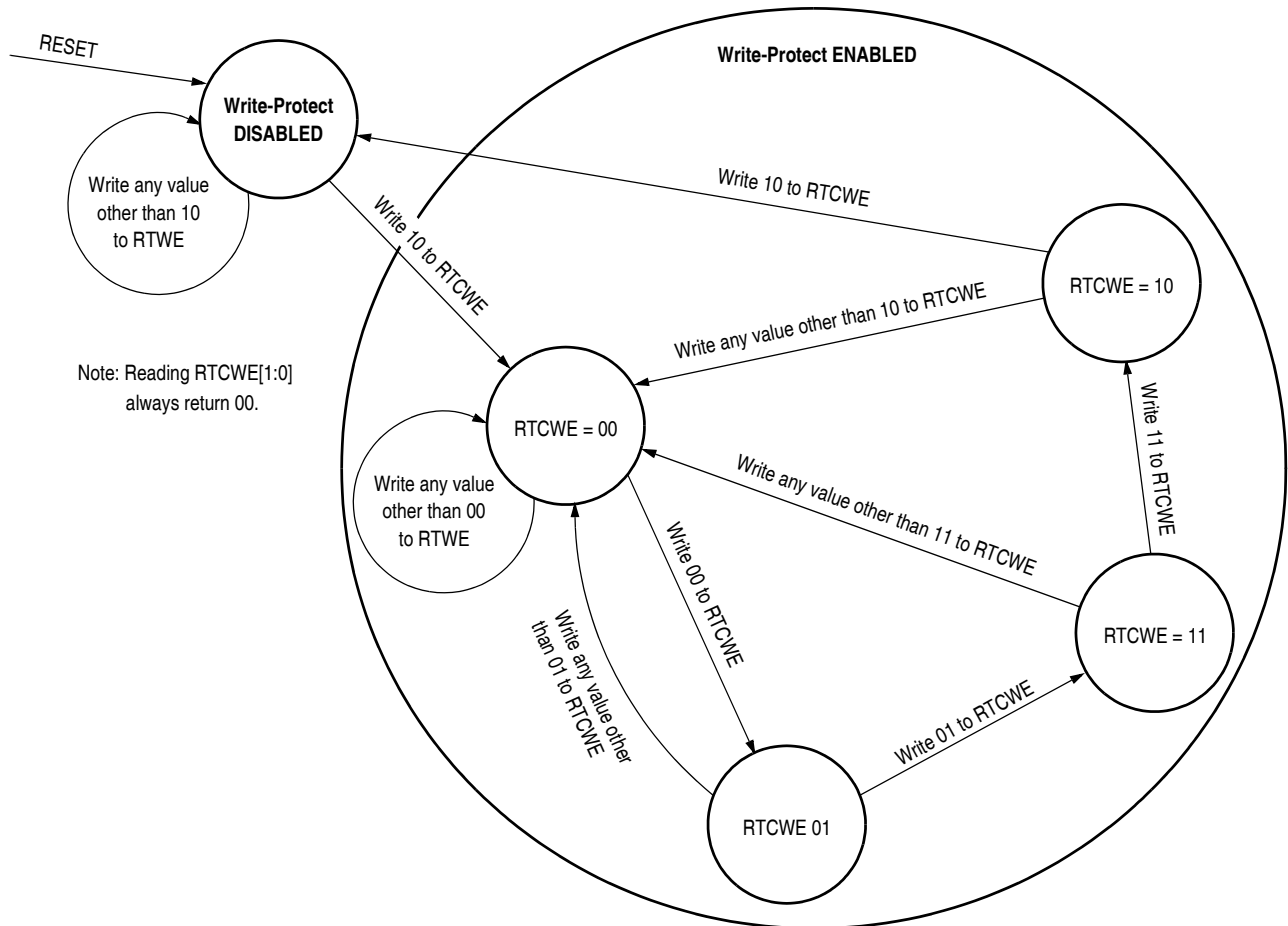 RESET
Write-Protect ENABLED
Write-Protect
DISABLED
Write any value
other than 10
to RTWE
Write 10 to RTCWE
Write 10 to RTCWE
RTCWE = 10
Write any value other than 10 to RTCWE
Note: Reading RTCWE[1:0]
always return 00.
RTCWE = 00
Write 11 to RTCWE
Write any value other than 11 to RTCWE
Write any value
other than 00
to RTWE
Write 00 to RTCWE
RTCWE = 11
Write any value other
than 01 to RTCWE
Write 01 to RTCWE
RTCWE 01